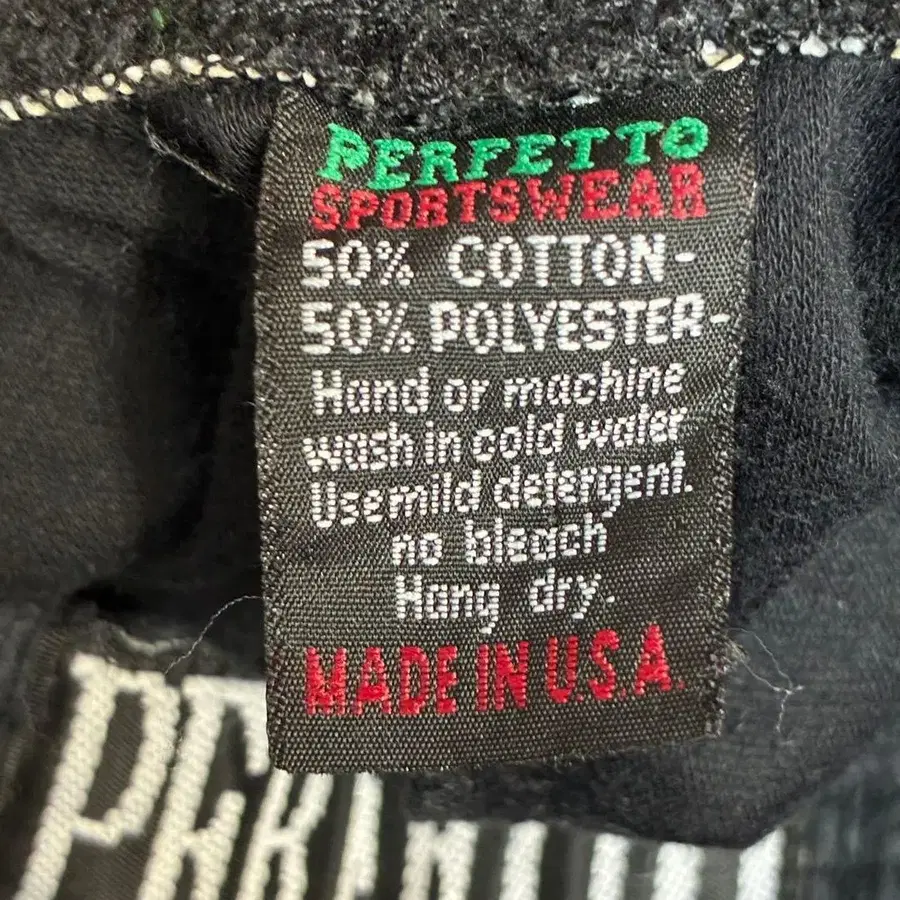 PERFETTO
SPORTSWEAR
50% COTTON-
50% POLYESTER-
Hand or machine
wash in cold water
Use mild detergent.
no bleach
Hang dry.
MADE IN U.S.A.